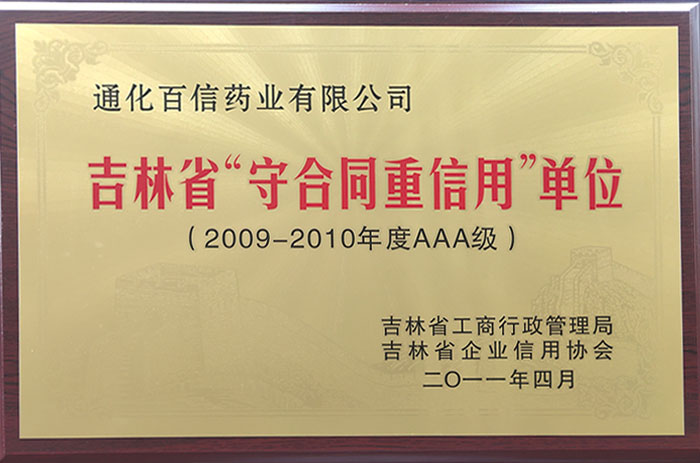 通化百信药业有限公司
吉林省“守合同重信用”单位
（2009-2010年度AAA级）
吉林省工商行政管理局
吉林省企业信用协会
二〇一一年四月